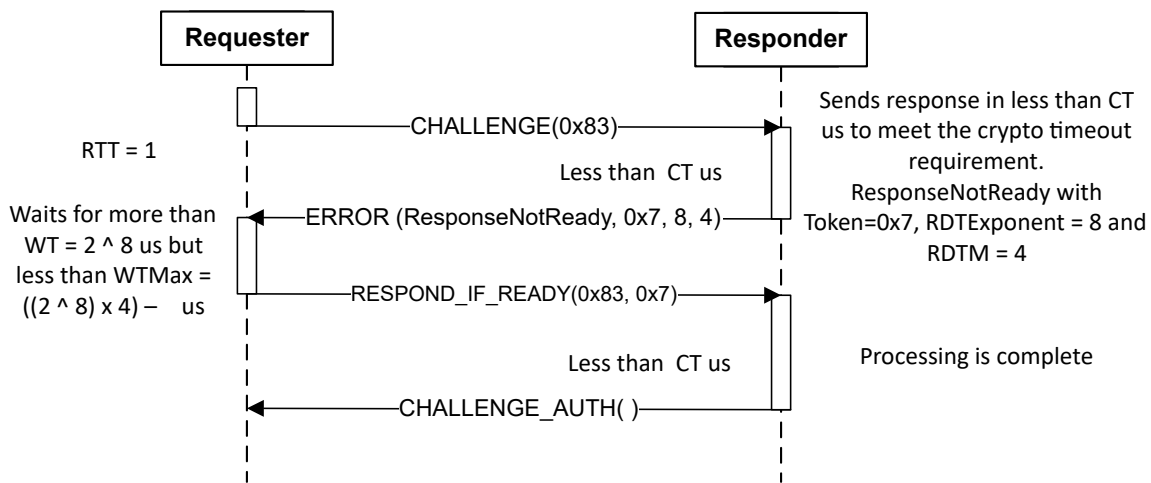 Requester
Responder
CHALLENGE(0x83)
Sends response in less than CT
us to meet the crypto timeout
requirement.
ResponseNotReady with
Token=0x7, RDTExponent = 8 and
RDTM = 4
RTT = 1
Less than CT us
Waits for more than
WT = 2 ^ 8 us but
less than WTMax =
((2 ^ 8) x 4) – us
ERROR (ResponseNotReady, 0x7, 8, 4)
RESPOND_IF_READY(0x83, 0x7)
Less than CT us
Processing is complete
CHALLENGE_AUTH( )